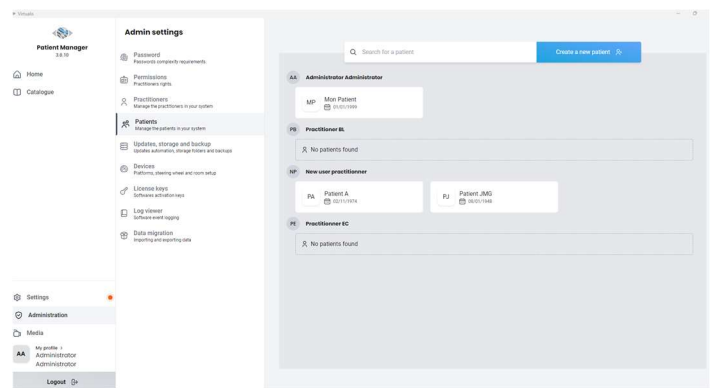 Virtualis
Patient Manager
3.0.10
Home
Catalogue
Settings
Administration
Media
AA
My profile ›
Administrator
Administrator
Logout
Admin settings
Password
Passwords complexity requirements
Permissions
Practitioners rights
Practitioners
Manage the practitioners in your system
Patients
Manage the patients in your system
Updates, storage and backup
Updates automation, storage folders and backups
Devices
Platforms, steering wheel and room setup
License keys
Softwares activation keys
Log viewer
Software event logging
Data migration
Importing and exporting data
Search for a patient
Create a new patient
AA Administrator Administrator
MP Mon Patient
01/01/1999
PB Practitioner BL
No patients found
NP New user practitionner
PA Patient A
02/11/1974
PJ Patient JMG
PE Practitionner EC
No patients found